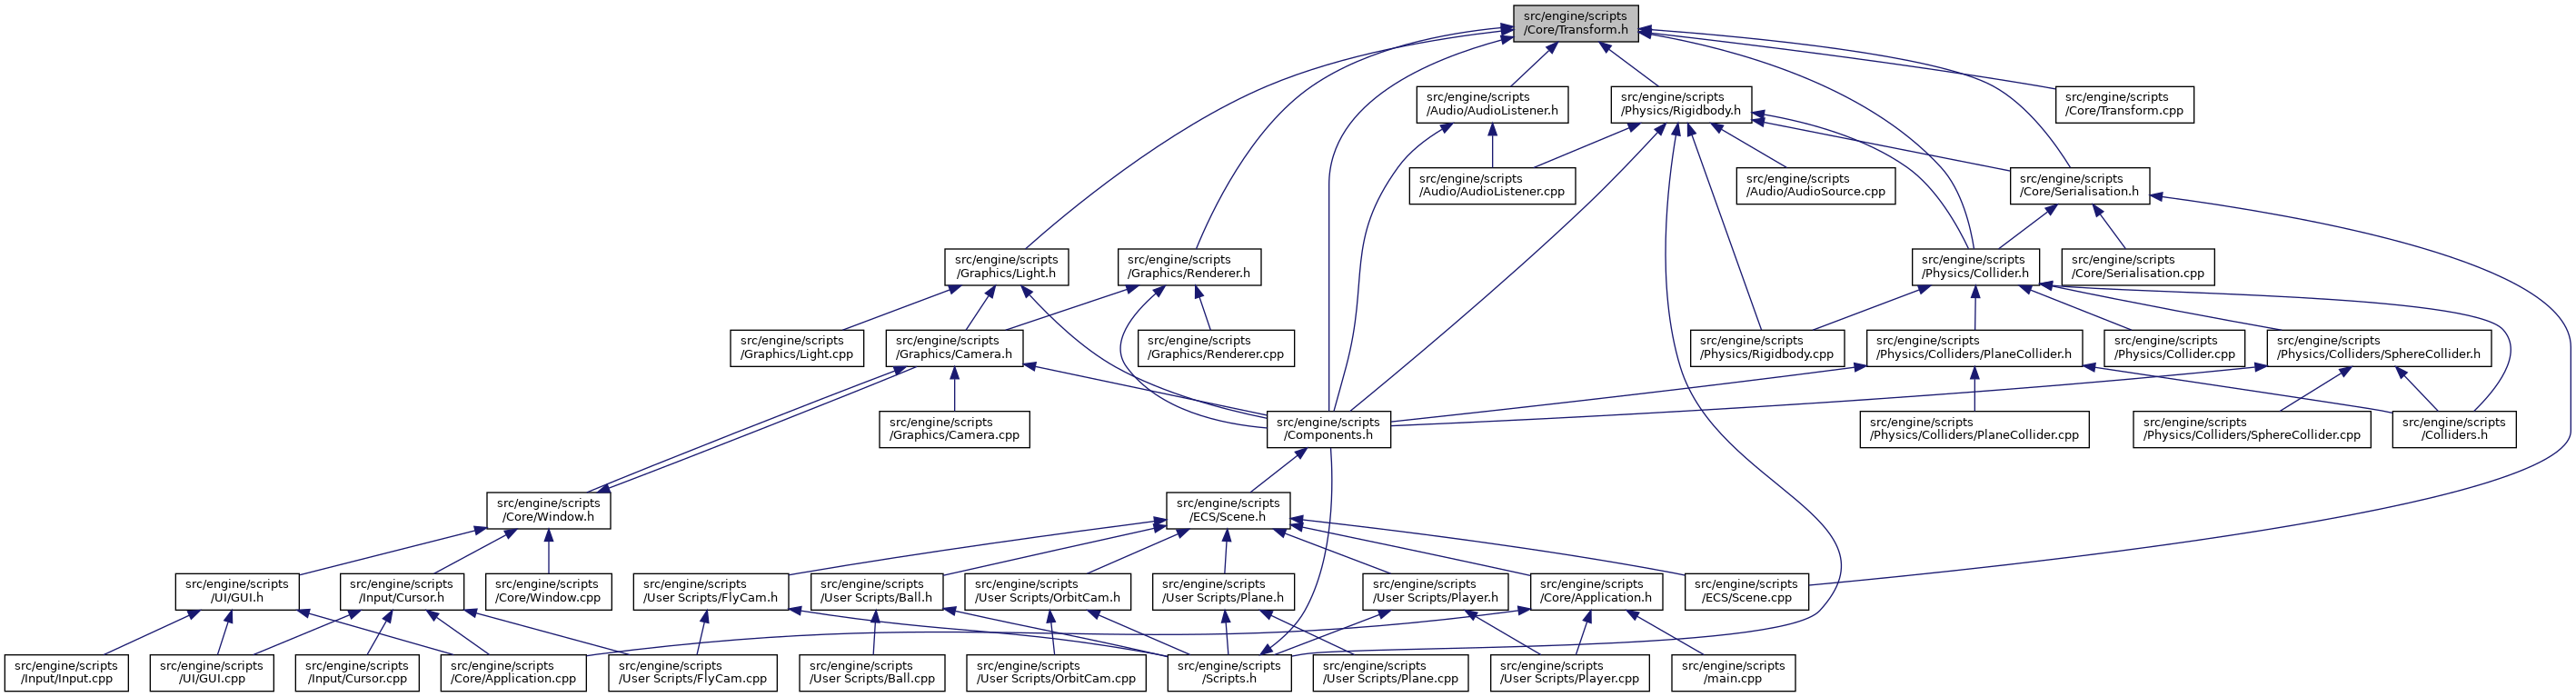 src/engine/scripts
/Core/Transform.h
src/engine/scripts
/Audio/AudioListener.h
src/engine/scripts
/Physics/Rigidbody.h
src/engine/scripts
/Core/Transform.cpp
src/engine/scripts
/Audio/AudioListener.cpp
src/engine/scripts
/Audio/AudioSource.cpp
src/engine/scripts
/Core/Serialisation.h
src/engine/scripts
/Graphics/Light.h
src/engine/scripts
/Graphics/Renderer.h
src/engine/scripts
/Physics/Collider.h
src/engine/scripts
/Core/Serialisation.cpp
src/engine/scripts
/Graphics/Light.cpp
src/engine/scripts
/Graphics/Camera.h
src/engine/scripts
/Graphics/Renderer.cpp
src/engine/scripts
/Physics/Rigidbody.cpp
src/engine/scripts
/Physics/Colliders/PlaneCollider.h
src/engine/scripts
/Physics/Collider.cpp
src/engine/scripts
/Physics/Colliders/SphereCollider.h
src/engine/scripts
/Graphics/Camera.cpp
src/engine/scripts
/Components.h
src/engine/scripts
/Physics/Colliders/PlaneCollider.cpp
src/engine/scripts
/Physics/Colliders/SphereCollider.cpp
src/engine/scripts
/Colliders.h
src/engine/scripts
/Core/Window.h
src/engine/scripts
/ECS/Scene.h
src/engine/scripts
/UI/GUI.h
src/engine/scripts
/Input/Cursor.h
src/engine/scripts
/Core/Window.cpp
src/engine/scripts
/User Scripts/FlyCam.h
src/engine/scripts
/User Scripts/Ball.h
src/engine/scripts
/User Scripts/OrbitCam.h
src/engine/scripts
/User Scripts/Plane.h
src/engine/scripts
/User Scripts/Player.h
src/engine/scripts
/Core/Application.h
src/engine/scripts
/ECS/Scene.cpp
src/engine/scripts
/Input/Input.cpp
src/engine/scripts
/UI/GUI.cpp
src/engine/scripts
/Input/Cursor.cpp
src/engine/scripts
/Core/Application.cpp
src/engine/scripts
/User Scripts/FlyCam.cpp
src/engine/scripts
/User Scripts/Ball.cpp
src/engine/scripts
/User Scripts/OrbitCam.cpp
src/engine/scripts
/Scripts.h
src/engine/scripts
/User Scripts/Plane.cpp
src/engine/scripts
/User Scripts/Player.cpp
src/engine/scripts
/main.cpp